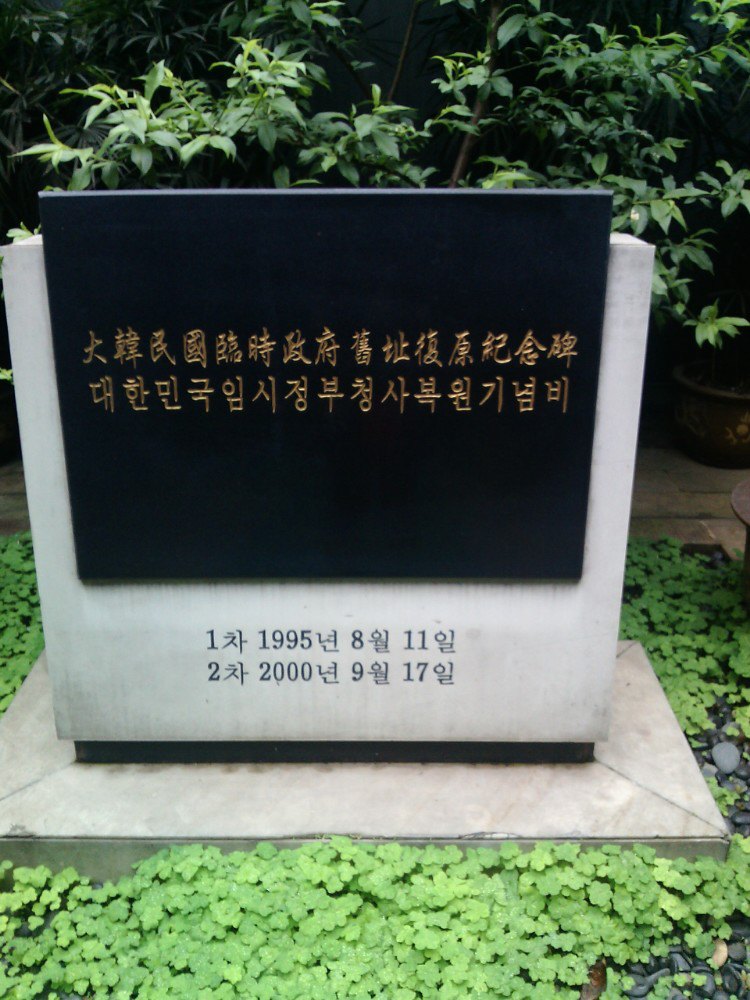 大韓民國臨時政府舊址復原紀念碑
대한민국임시정부청사복원기념비
1차 1995년 8월 11일
2차 2000년 9월 17일